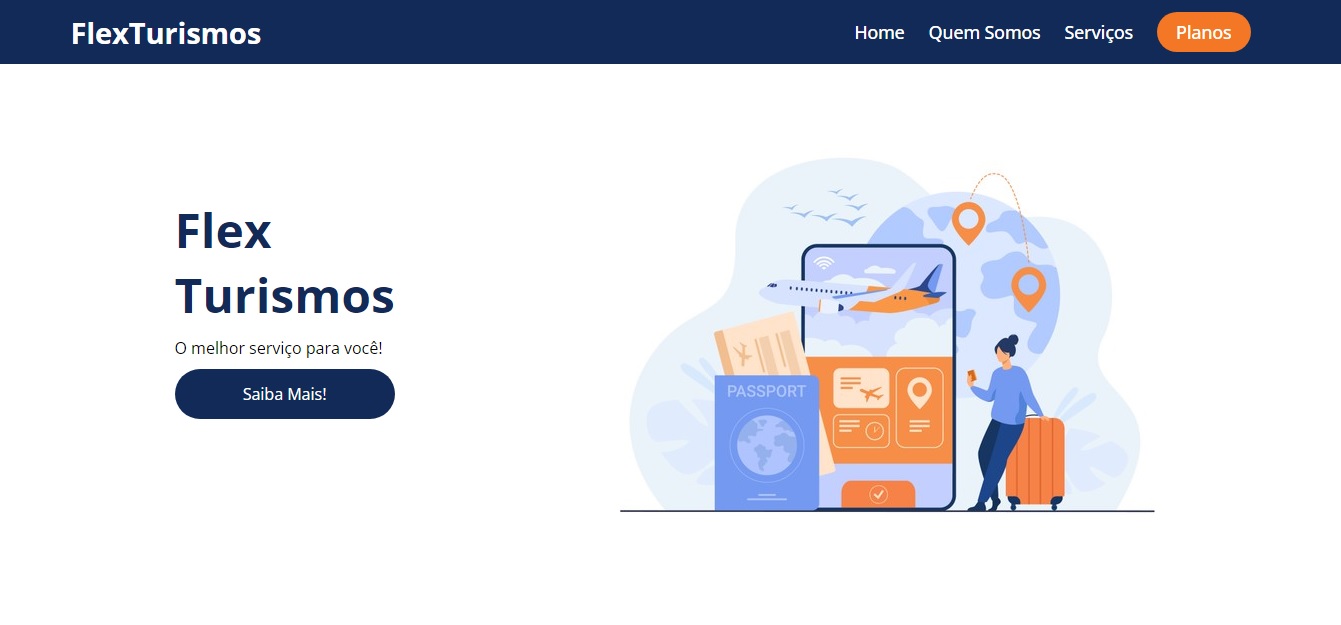 FlexTurismos
Home Quem Somos Serviços Planos
Flex
Turismos
O melhor serviço para você!
Saiba Mais!
PASSPORT